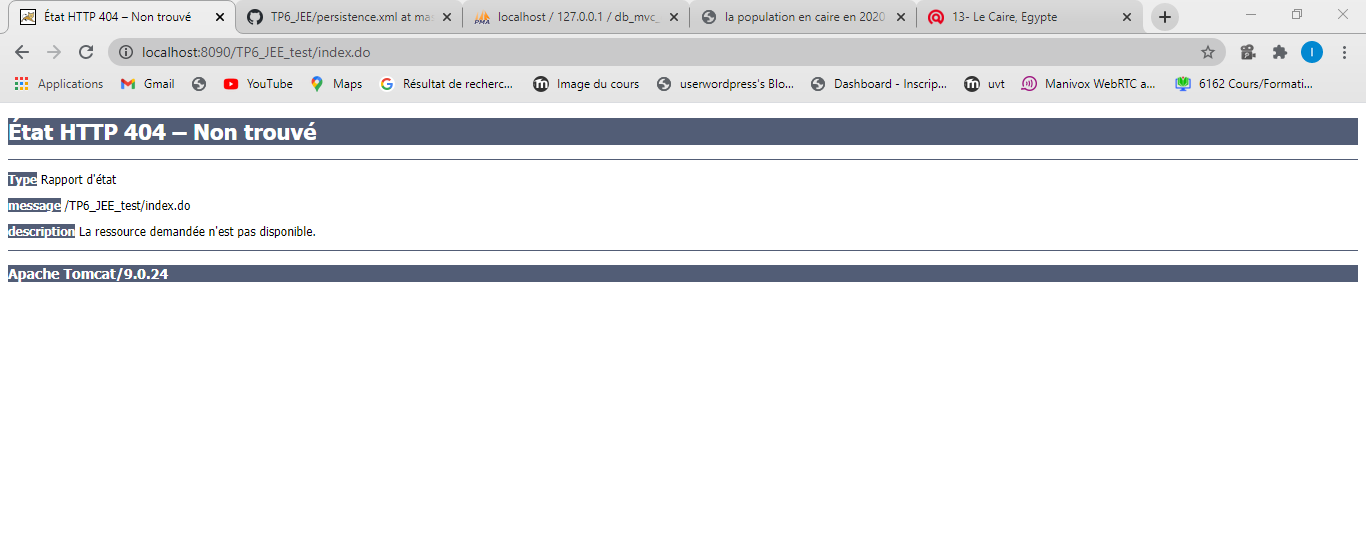 État HTTP 404 – Non trouvé
TP6_JEE/persistence.xml at mas
localhost / 127.0.0.1 / db_mvc_
la population en caire en 2020
13- Le Caire, Egypte
localhost:8090/TP6_JEE_test/index.do
I
Applications
Gmail
YouTube
Maps
Résultat de recherc...
Image du cours
userwordpress's Blo...
Dashboard - Inscrip...
uvt
Manivox WebRTC a...
6162 Cours/Formati...
État HTTP 404 – Non trouvé
Type Rapport d'état
message /TP6_JEE_test/index.do
description La ressource demandée n'est pas disponible.
Apache Tomcat/9.0.24